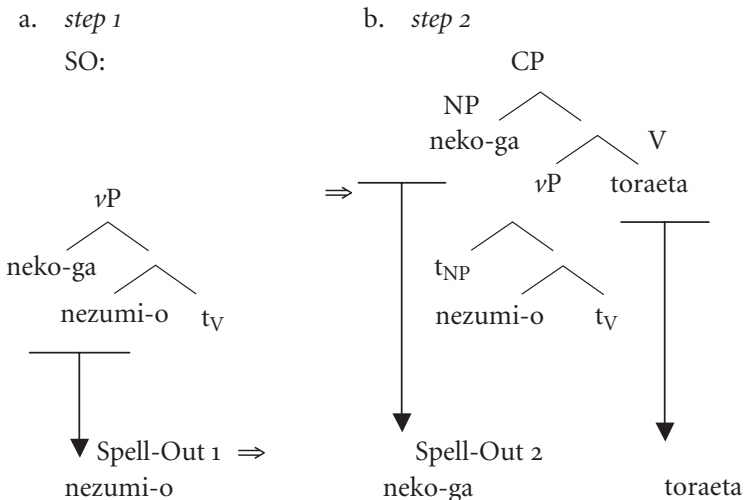 a. step 1
SO:
vP
neko-ga
nezumi-o tV
Spell-Out 1 ⇒
nezumi-o
⇒
b. step 2
CP
NP
neko-ga V
vP toraeta
tNP
nezumi-o tV
Spell-Out 2
neko-ga toraeta